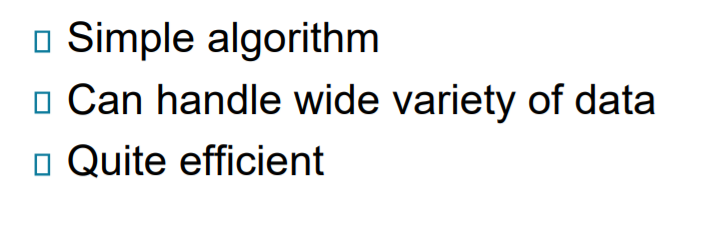 Simple algorithm
Can handle wide variety of data
Quite efficient